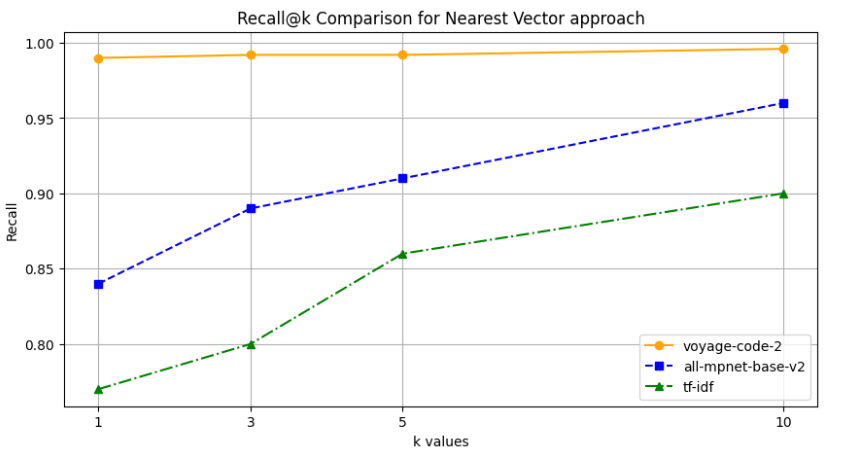 Recall@k Comparison for Nearest Vector approach
1.00
0.95
0.90
0.85
0.80
Recall
voyage-code-2
all-mpnet-base-v2
tf-idf
1 3 5 10
k values